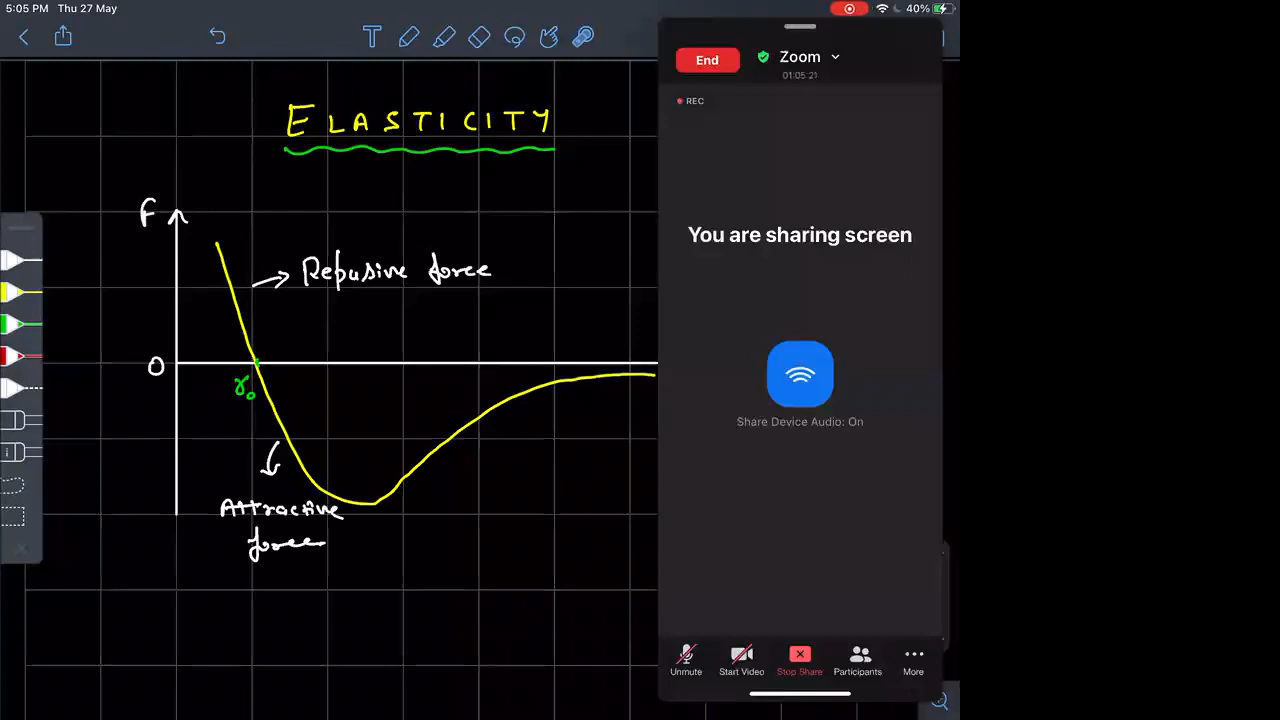 5:05 PM Thu 27 May
40%
End
Zoom
01:05:21
REC
ELASTICITY
F
Repusive force
You are sharing screen
0
r₀
Share Device Audio: On
Attractive
force
Unmute Start Video Stop Share Participants More